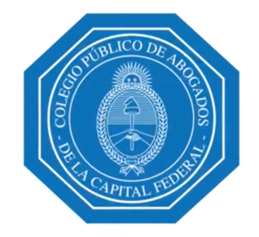 COLEGIO PÚBLICO DE ABOGADOS
- DE LA CAPITAL FEDERAL -